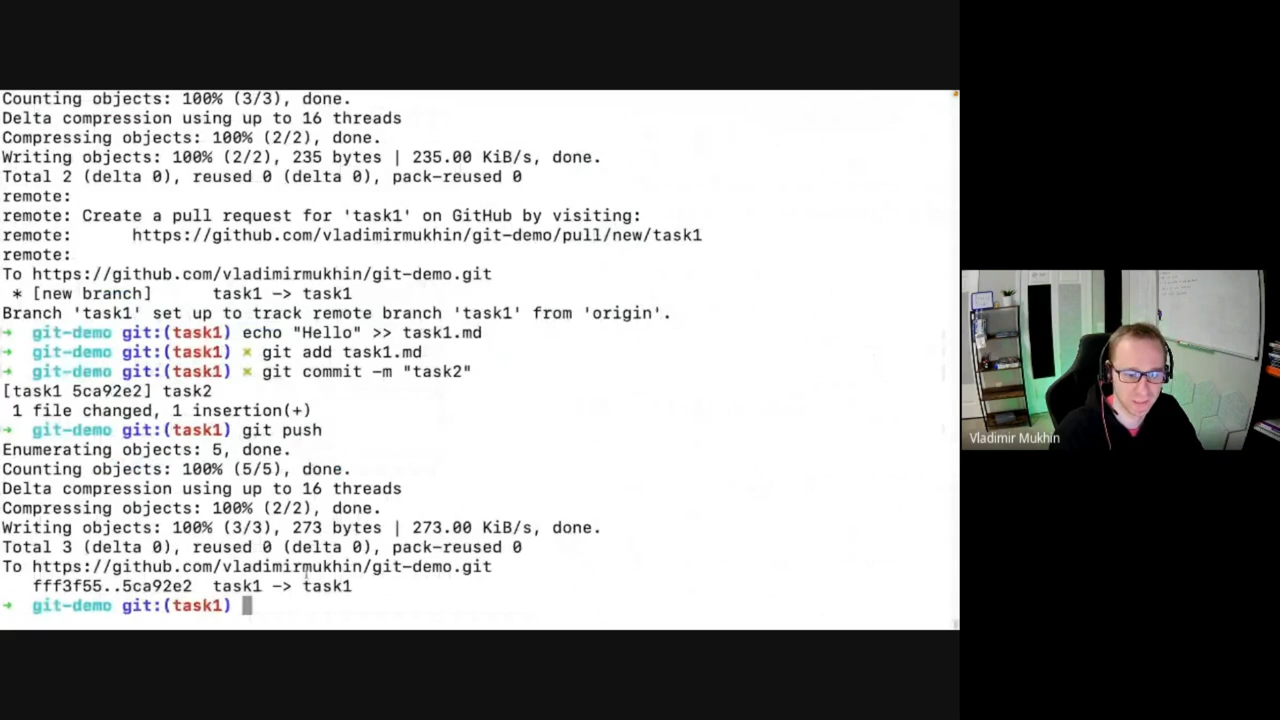 Counting objects: 100% (3/3), done.
Delta compression using up to 16 threads
Compressing objects: 100% (2/2), done.
Writing objects: 100% (2/2), 235 bytes | 235.00 KiB/s, done.
Total 2 (delta 0), reused 0 (delta 0), pack-reused 0
remote:
remote: Create a pull request for 'task1' on GitHub by visiting:
remote:      https://github.com/vladimirmukhin/git-demo/pull/new/task1
remote:
To https://github.com/vladimirmukhin/git-demo.git
 * [new branch]      task1 -> task1
Branch 'task1' set up to track remote branch 'task1' from 'origin'.
→  git-demo git:(task1) echo "Hello" >> task1.md
→  git-demo git:(task1) ✗ git add task1.md
→  git-demo git:(task1) ✗ git commit -m "task2"
[task1 5ca92e2] task2
 1 file changed, 1 insertion(+)
→  git-demo git:(task1) git push
Enumerating objects: 5, done.
Counting objects: 100% (5/5), done.
Delta compression using up to 16 threads
Compressing objects: 100% (2/2), done.
Writing objects: 100% (3/3), 273 bytes | 273.00 KiB/s, done.
Total 3 (delta 0), reused 0 (delta 0), pack-reused 0
To https://github.com/vladimirmukhin/git-demo.git
   fff3f55..5ca92e2  task1 -> task1
→  git-demo git:(task1)
Vladimir Mukhin